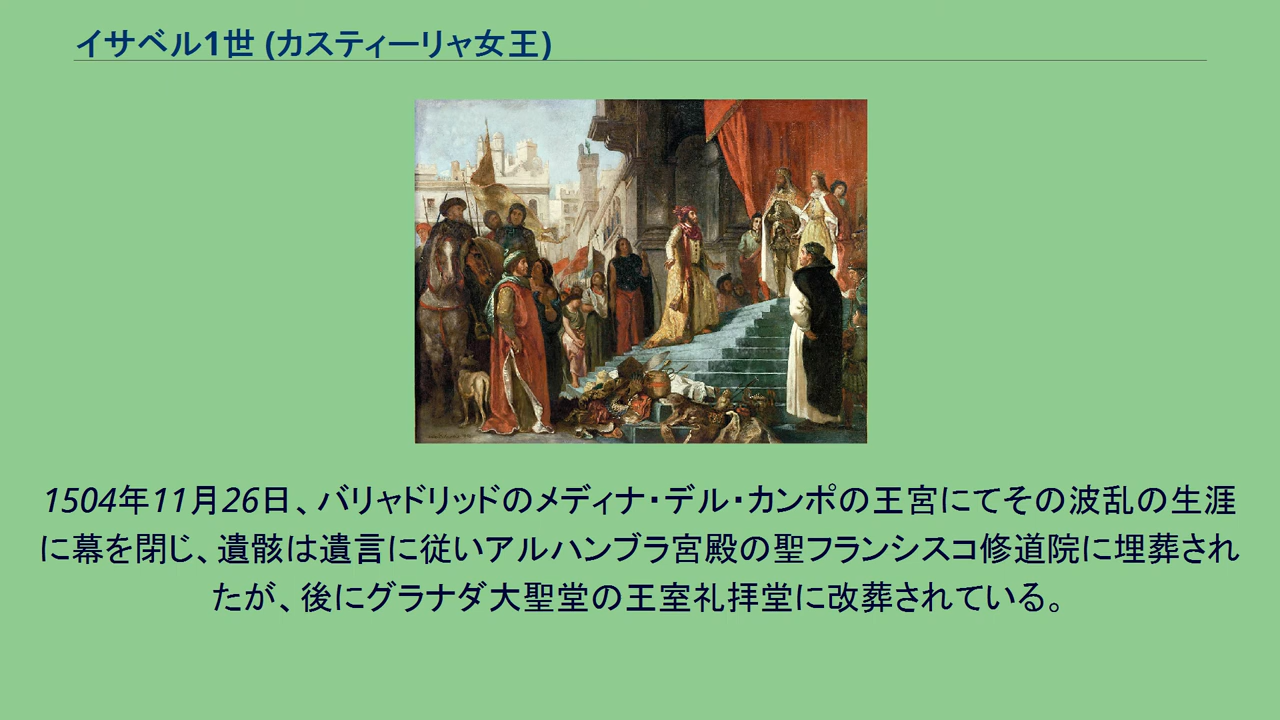 イサベル1世 (カスティーリャ女王)
1504年11月26日、バリャドリッドのメディナ・デル・カンポの王宮にてその波乱の生涯
に幕を閉じ、遺骸は遺言に従いアルハンブラ宮殿の聖フランシスコ修道院に埋葬され
たが、後にグラナダ大聖堂の王室礼拝堂に改葬されている。